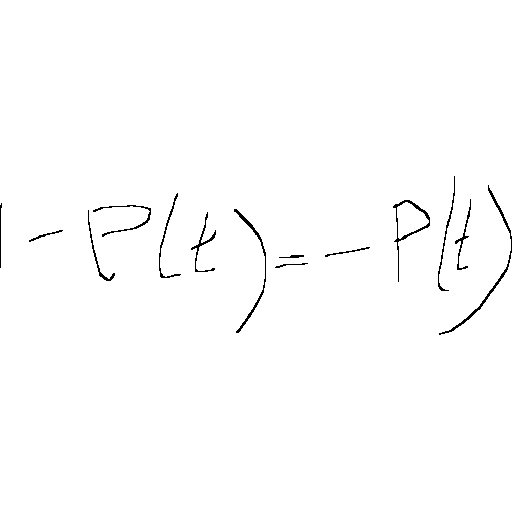 1 - P(t) = - P(t)